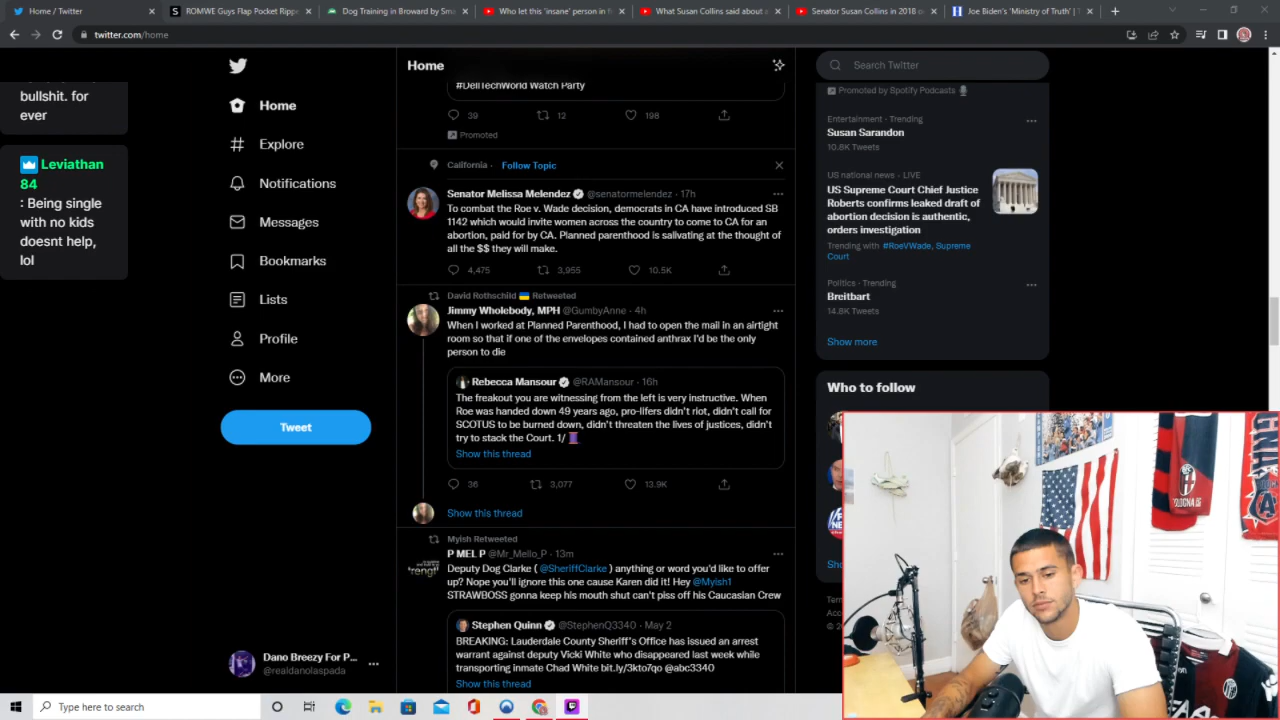 Home / Twitter
ROMWE Guys Flap Pocket Ripp
Dog Training in Broward by Sma
Who let this 'insane' person in f
What Susan Collins said about a
Senator Susan Collins in 2018 o
Joe Biden's 'Ministry of Truth' | T
twitter.com/home
bullshit. for
ever
Leviathan
84
: Being single
with no kids
doesnt help,
lol
Home
Explore
Notifications
Messages
Bookmarks
Lists
Profile
More
Tweet
Dano Breezy For P...
@realdanolaspada
Home
#DellTechWorld Watch Party
39 12 198
Promoted
California · Follow Topic
Senator Melissa Melendez @senatormelendez · 17h
To combat the Roe v. Wade decision, democrats in CA have introduced SB
1142 which would invite women across the country to come to CA for an
abortion, paid for by CA. Planned parenthood is salivating at the thought of
all the $$ they will make.
4,475 3,955 10.5K
David Rothschild 🇺🇦 Retweeted
Jimmy Wholebody, MPH @GumbyAnne · 4h
When I worked at Planned Parenthood, I had to open the mail in an airtight
room so that if one of the envelopes contained anthrax I'd be the only
person to die
Rebecca Mansour @RAMansour · 16h
The freakout you are witnessing from the left is very instructive. When
Roe was handed down 49 years ago, pro-lifers didn't riot, didn't call for
SCOTUS to be burned down, didn't threaten the lives of justices, didn't
try to stack the Court. 1/ 🧵
Show this thread
36 3,077 13.9K
Show this thread
Myish Retweeted
P MEL P @Mr_Mello_P · 13m
Deputy Dog Clarke ( @SheriffClarke ) anything or word you'd like to offer
up? Nope you'll ignore this one cause Karen did it! Hey @Myish1
STRAWBOSS gonna keep his mouth shut can't piss off his Caucasian Crew
Stephen Quinn @StephenQ3340 · May 2
BREAKING: Lauderdale County Sheriff's Office has issued an arrest
warrant against deputy Vicki White who disappeared last week while
transporting inmate Chad White bit.ly/3kto7qo @abc3340
Show this thread
Search Twitter
Promoted by Spotify Podcasts 🎙️
Entertainment · Trending
Susan Sarandon
10.8K Tweets
US national news · LIVE
US Supreme Court Chief Justice
Roberts confirms leaked draft of
abortion decision is authentic,
orders investigation
Trending with #RoeVWade, Supreme
Court
Politics · Trending
Breitbart
14.8K Tweets
Show more
Who to follow
Sho
Term
Acc
© 20
BOLOGNA
Type here to search